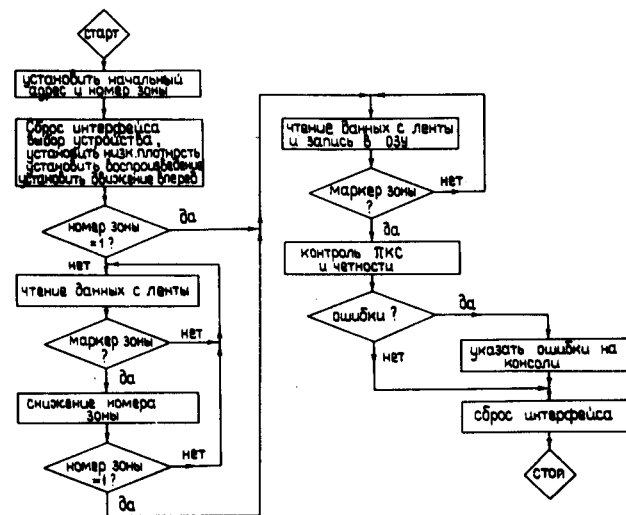 старт
установить начальный
адрес и номер зоны
Сброс интерфейса
выбор устройства,
установить низк. плотность
установить воспроизведение
установить движение вперед
номер зоны
=1?
да
нет
чтение данных с ленты
маркер зоны
?
нет
да
снижение номера
зоны
номер зоны
=1?
нет
да
чтение данных с ленты
и запись в ОЗУ
маркер зоны
?
нет
да
контроль ПКС
и четности
ошибки?
да
нет
указать ошибки на
консоли
сброс интерфейса
стоп